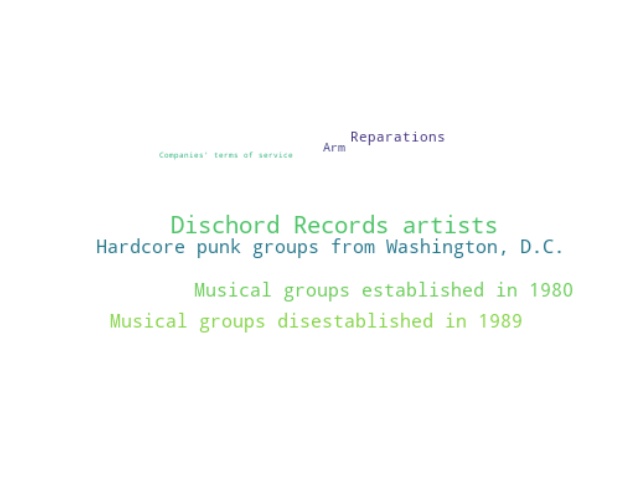 Reparations
Arm
Companies' terms of service
Dischord Records artists
Hardcore punk groups from Washington, D.C.
Musical groups established in 1980
Musical groups disestablished in 1989